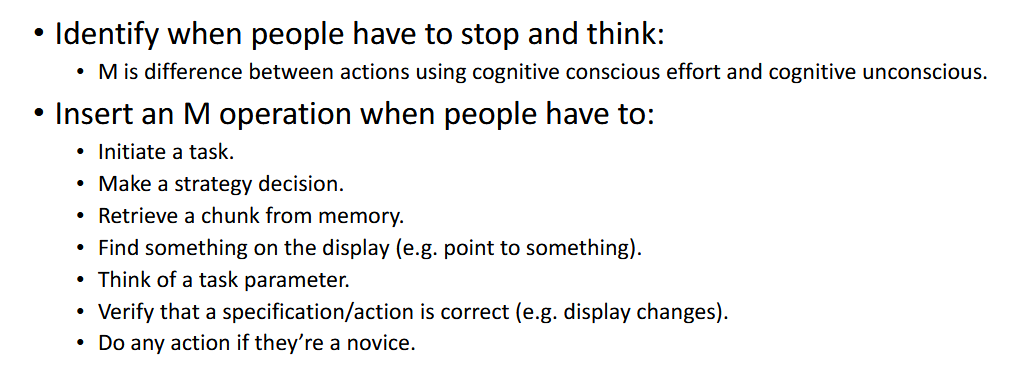 • Identify when people have to stop and think:
• M is difference between actions using cognitive conscious effort and cognitive unconscious.
• Insert an M operation when people have to:
• Initiate a task.
• Make a strategy decision.
• Retrieve a chunk from memory.
• Find something on the display (e.g. point to something).
• Think of a task parameter.
• Verify that a specification/action is correct (e.g. display changes).
• Do any action if they’re a novice.